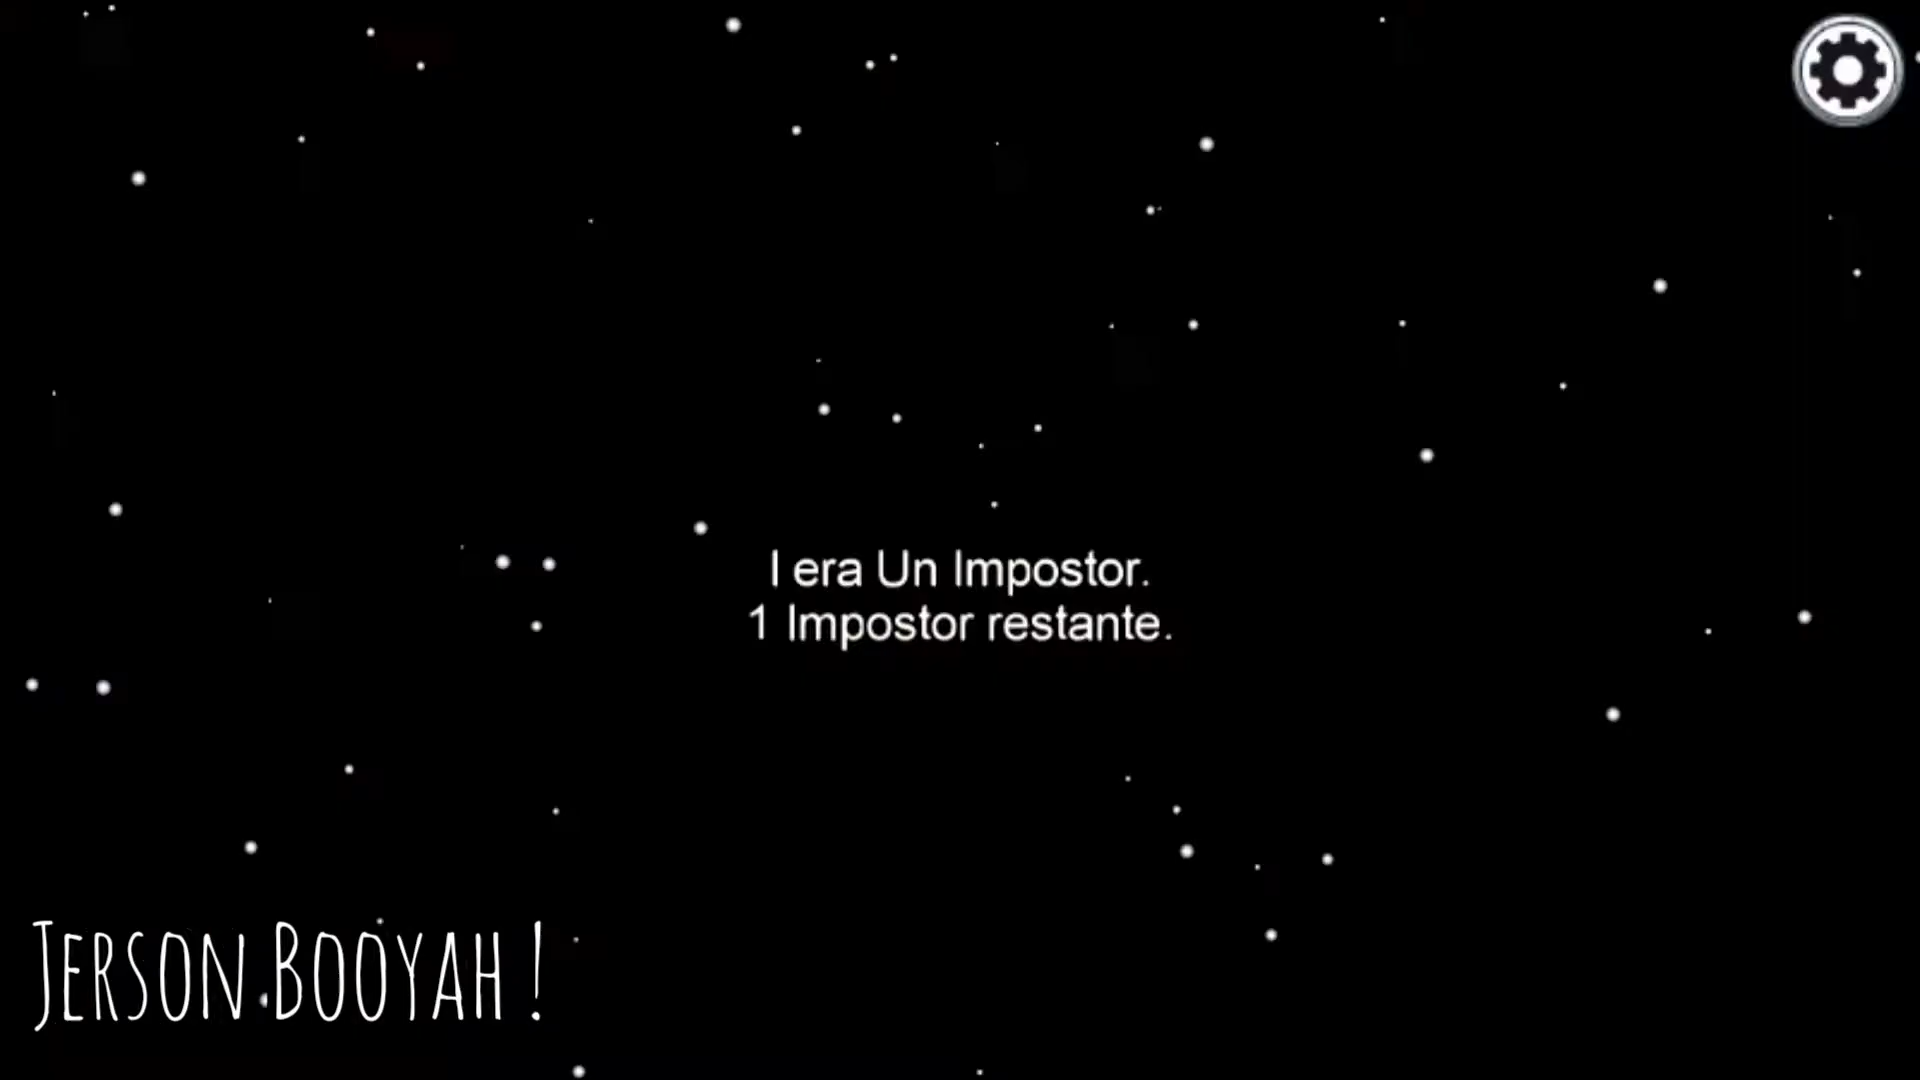 I era Un Impostor.
1 Impostor restante.
JERSON BOOYAH !